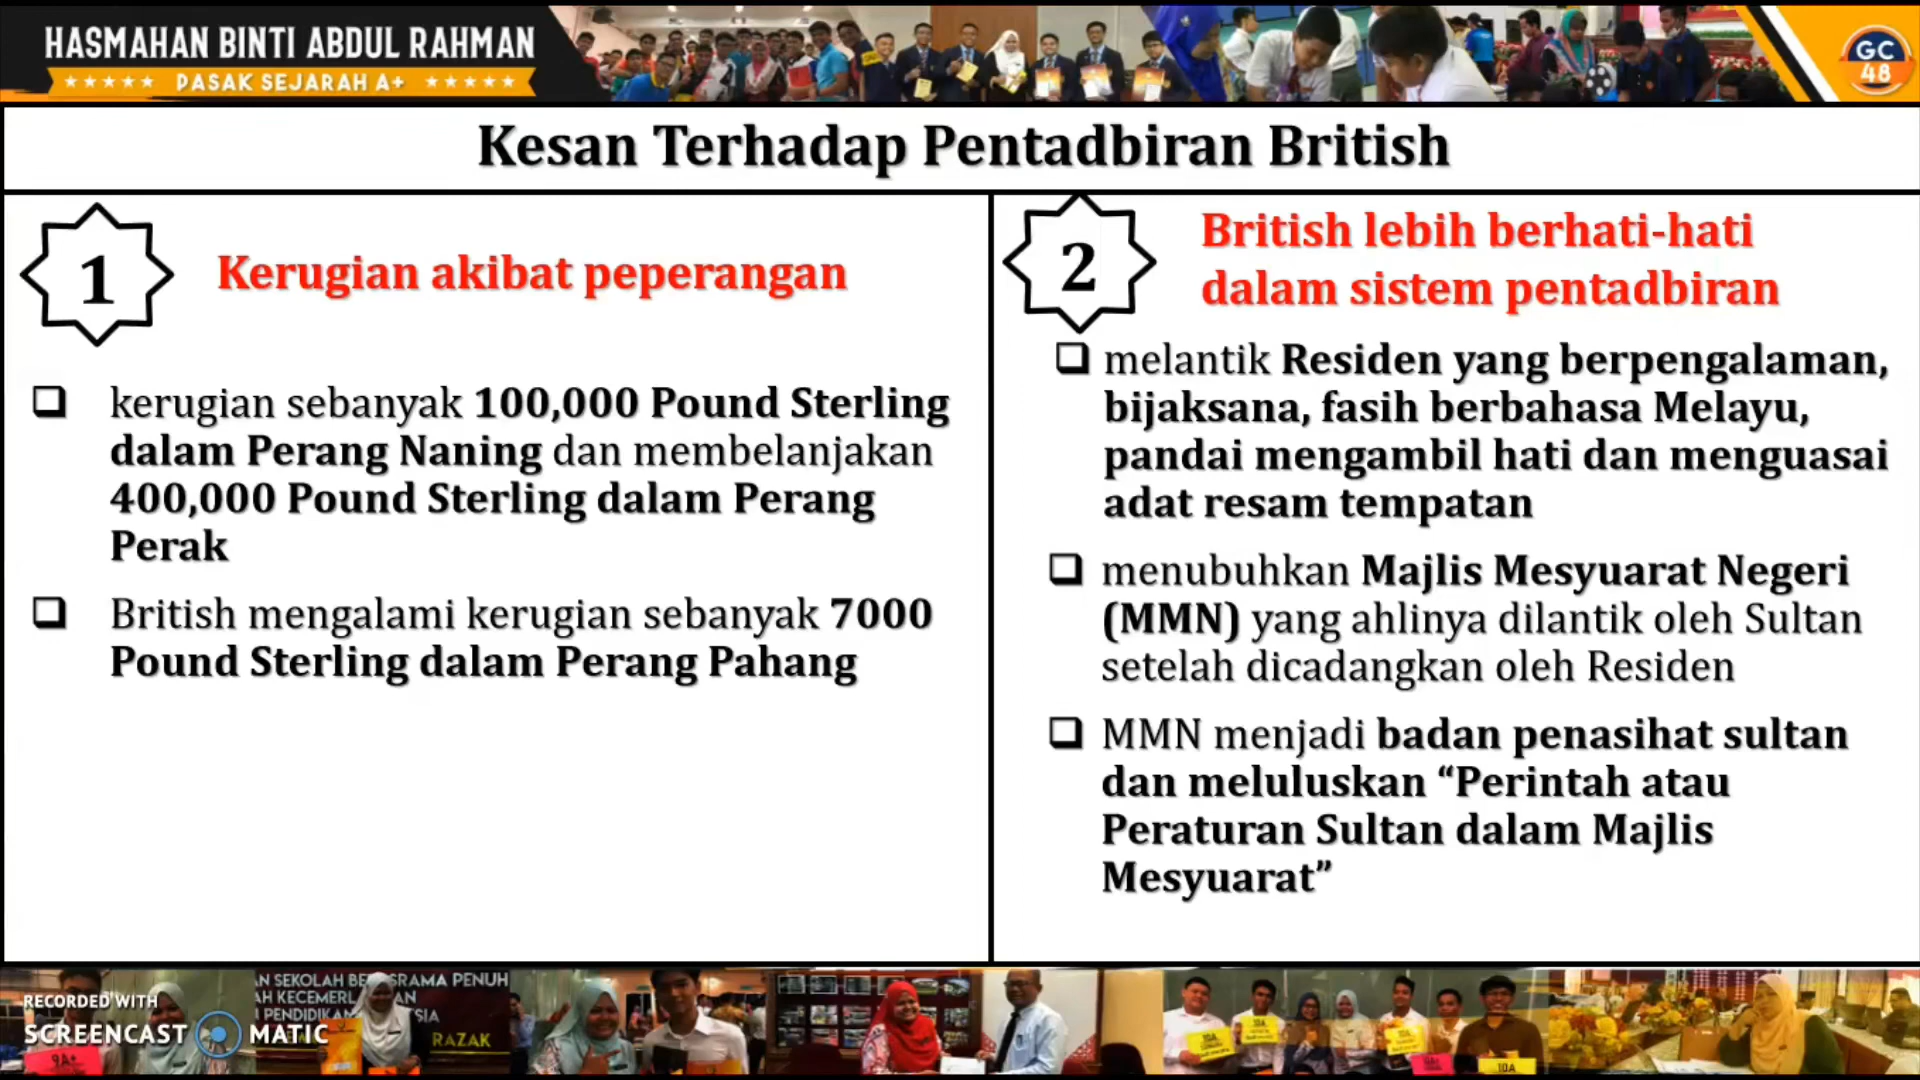 HASMAHAN BINTI ABDUL RAHMAN
PASAK SEJARAH A+
GC
48
Kesan Terhadap Pentadbiran British
1
Kerugian akibat peperangan
kerugian sebanyak 100,000 Pound Sterling
dalam Perang Naning dan membelanjakan
400,000 Pound Sterling dalam Perang
Perak
British mengalami kerugian sebanyak 7000
Pound Sterling dalam Perang Pahang
2
British lebih berhati-hati
dalam sistem pentadbiran
melantik Residen yang berpengalaman,
bijaksana, fasih berbahasa Melayu,
pandai mengambil hati dan menguasai
adat resam tempatan
menubuhkan Majlis Mesyuarat Negeri
(MMN) yang ahlinya dilantik oleh Sultan
setelah dicadangkan oleh Residen
MMN menjadi badan penasihat sultan
dan meluluskan “Perintah atau
Peraturan Sultan dalam Majlis
Mesyuarat”
RECORDED WITH
SCREENCAST MATIC
SEKOLAH PENUH
RAZAK
9A+
10A